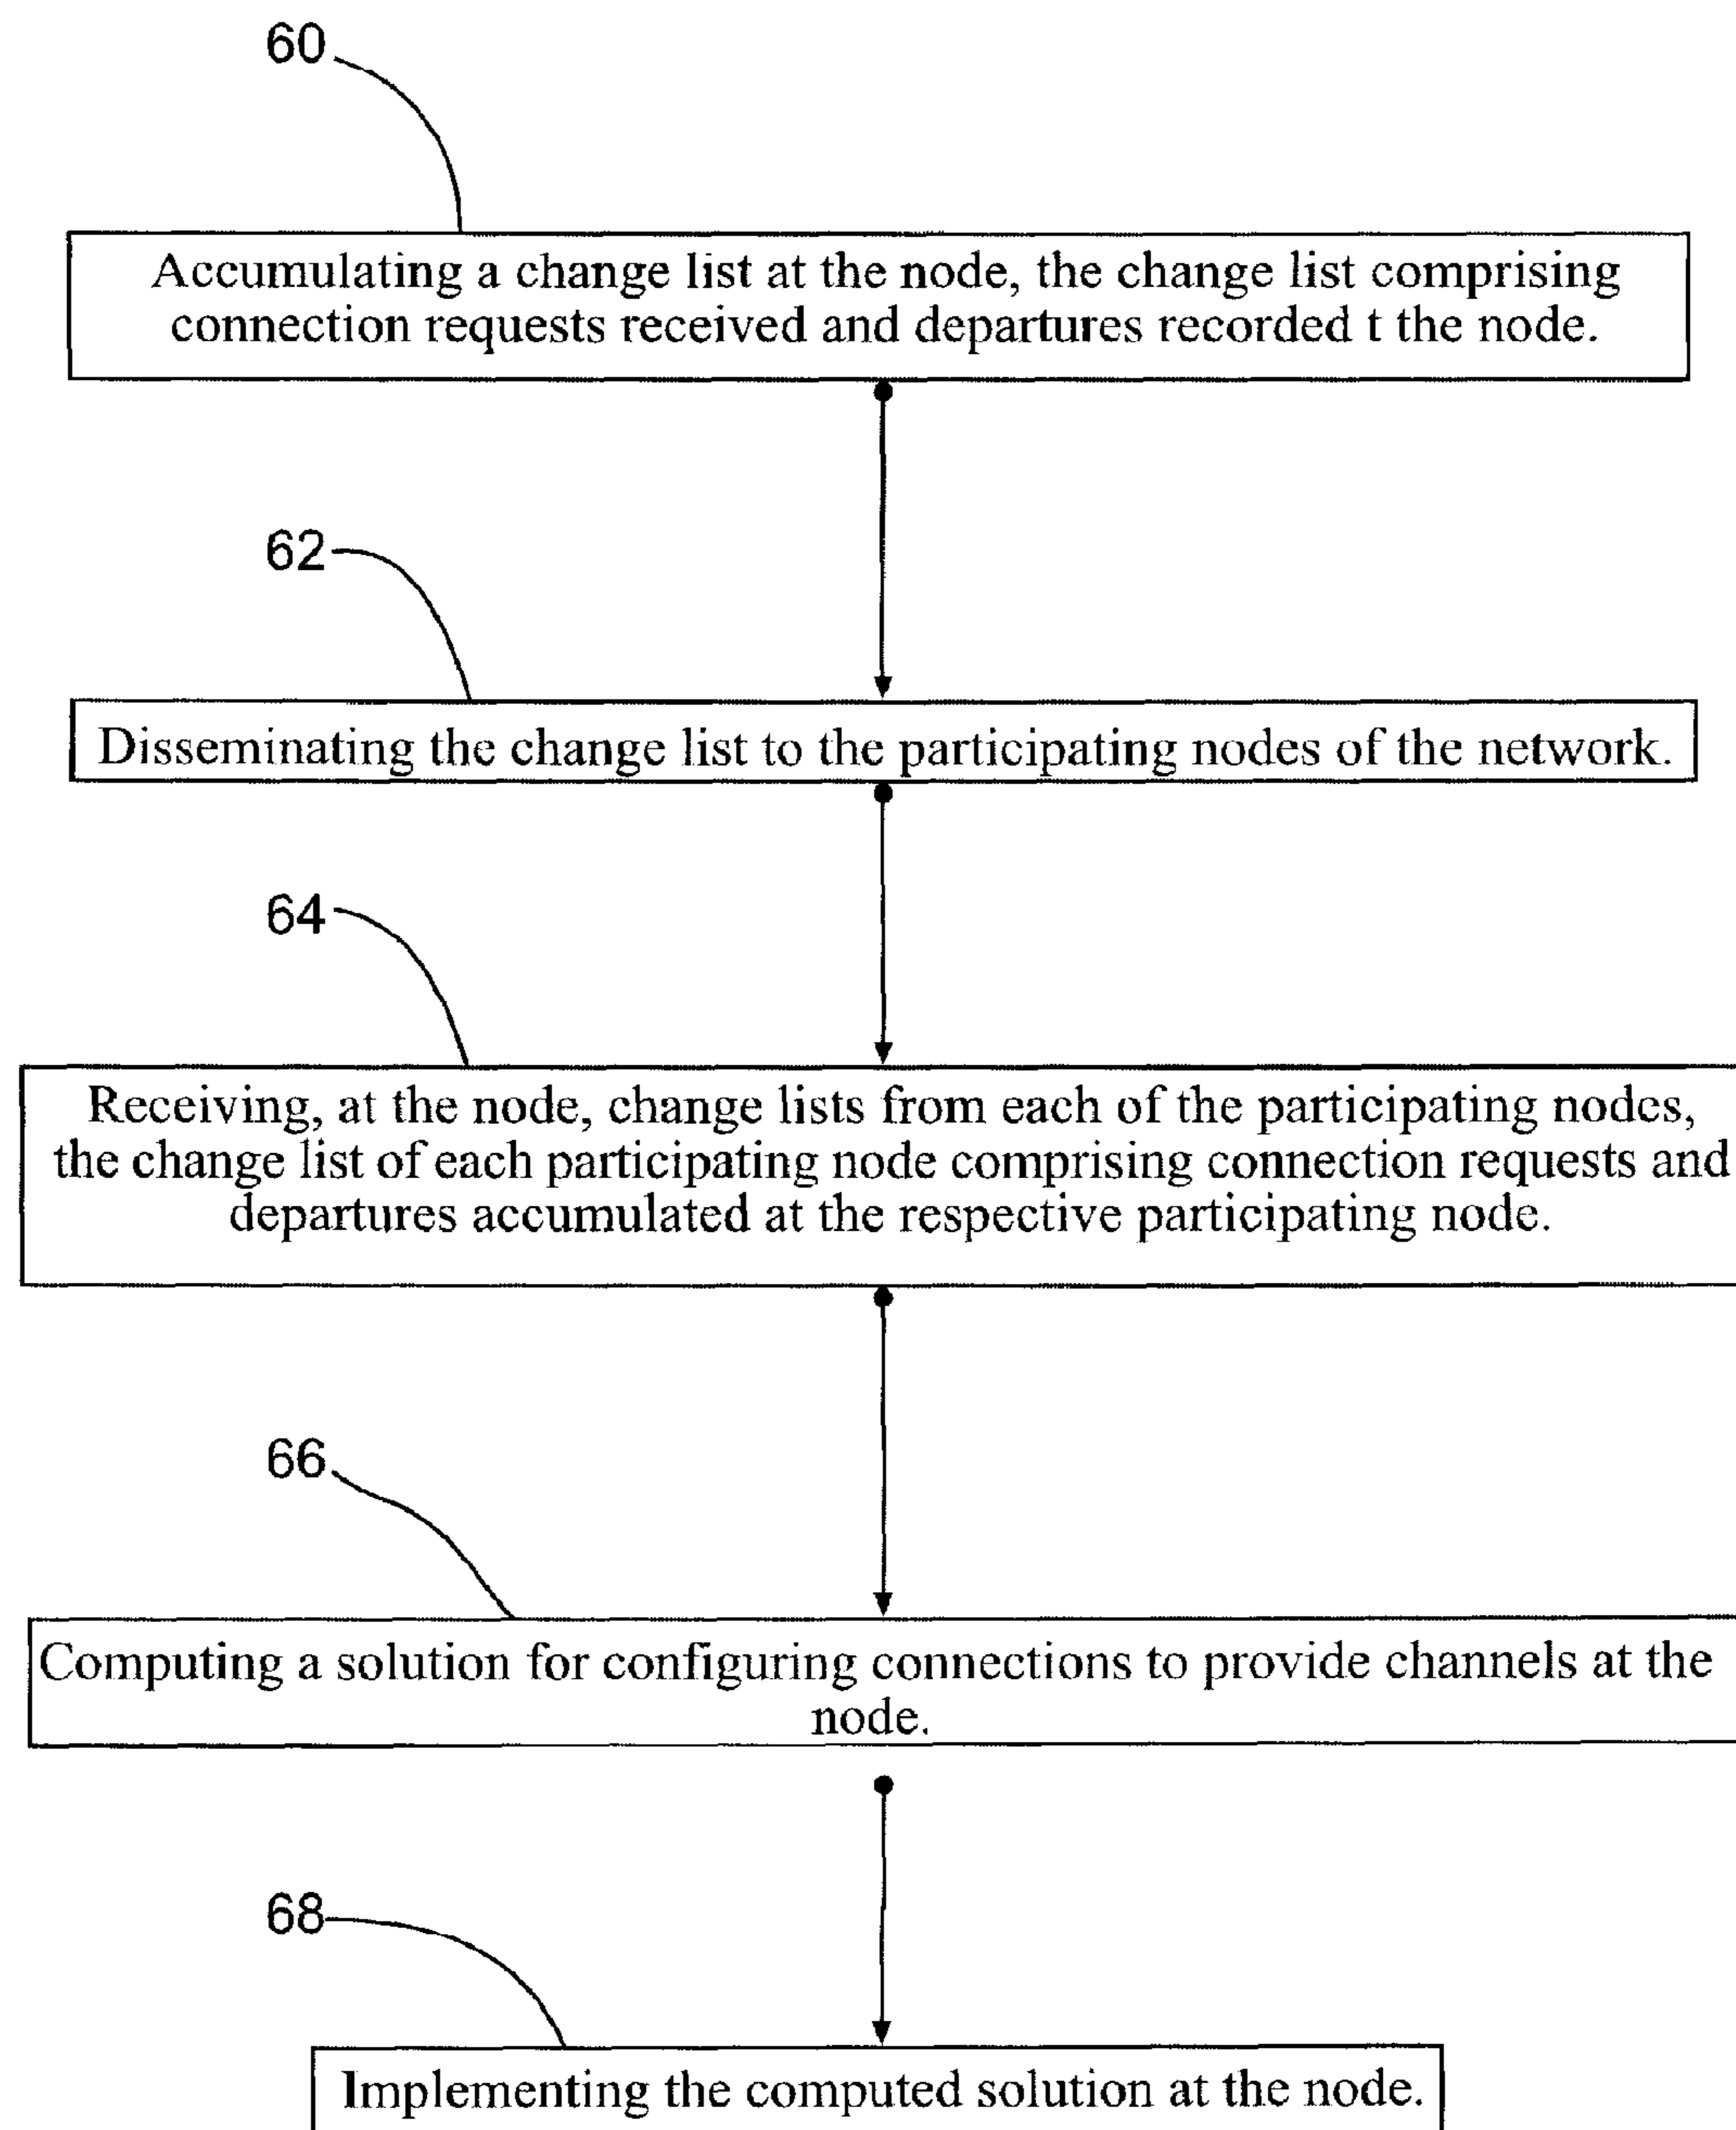 60
Accumulating a change list at the node, the change list comprising
connection requests received and departures recorded t the node.
62
Disseminating the change list to the participating nodes of the network.
64
Receiving, at the node, change lists from each of the participating nodes,
the change list of each participating node comprising connection requests and
departures accumulated at the respective participating node.
66
Computing a solution for configuring connections to provide channels at the
node.
68
Implementing the computed solution at the node.